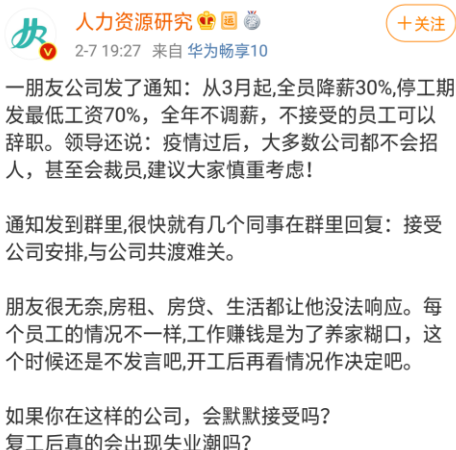 人力资源研究
2-7 19:27 来自 华为畅享10
+关注
一朋友公司发了通知：从3月起,全员降薪30%,停工期
发最低工资70%，全年不调薪，不接受的员工可以
辞职。领导还说：疫情过后，大多数公司都不会招
人，甚至会裁员,建议大家慎重考虑！
通知发到群里,很快就有几个同事在群里回复：接受
公司安排,与公司共渡难关。
朋友很无奈,房租、房贷、生活都让他没法响应。每
个员工的情况不一样,工作赚钱是为了养家糊口，这
个时候还是不发言吧,开工后再看情况作决定吧。
如果你在这样的公司，会默默接受吗？
复工后真的会出现失业潮吗？